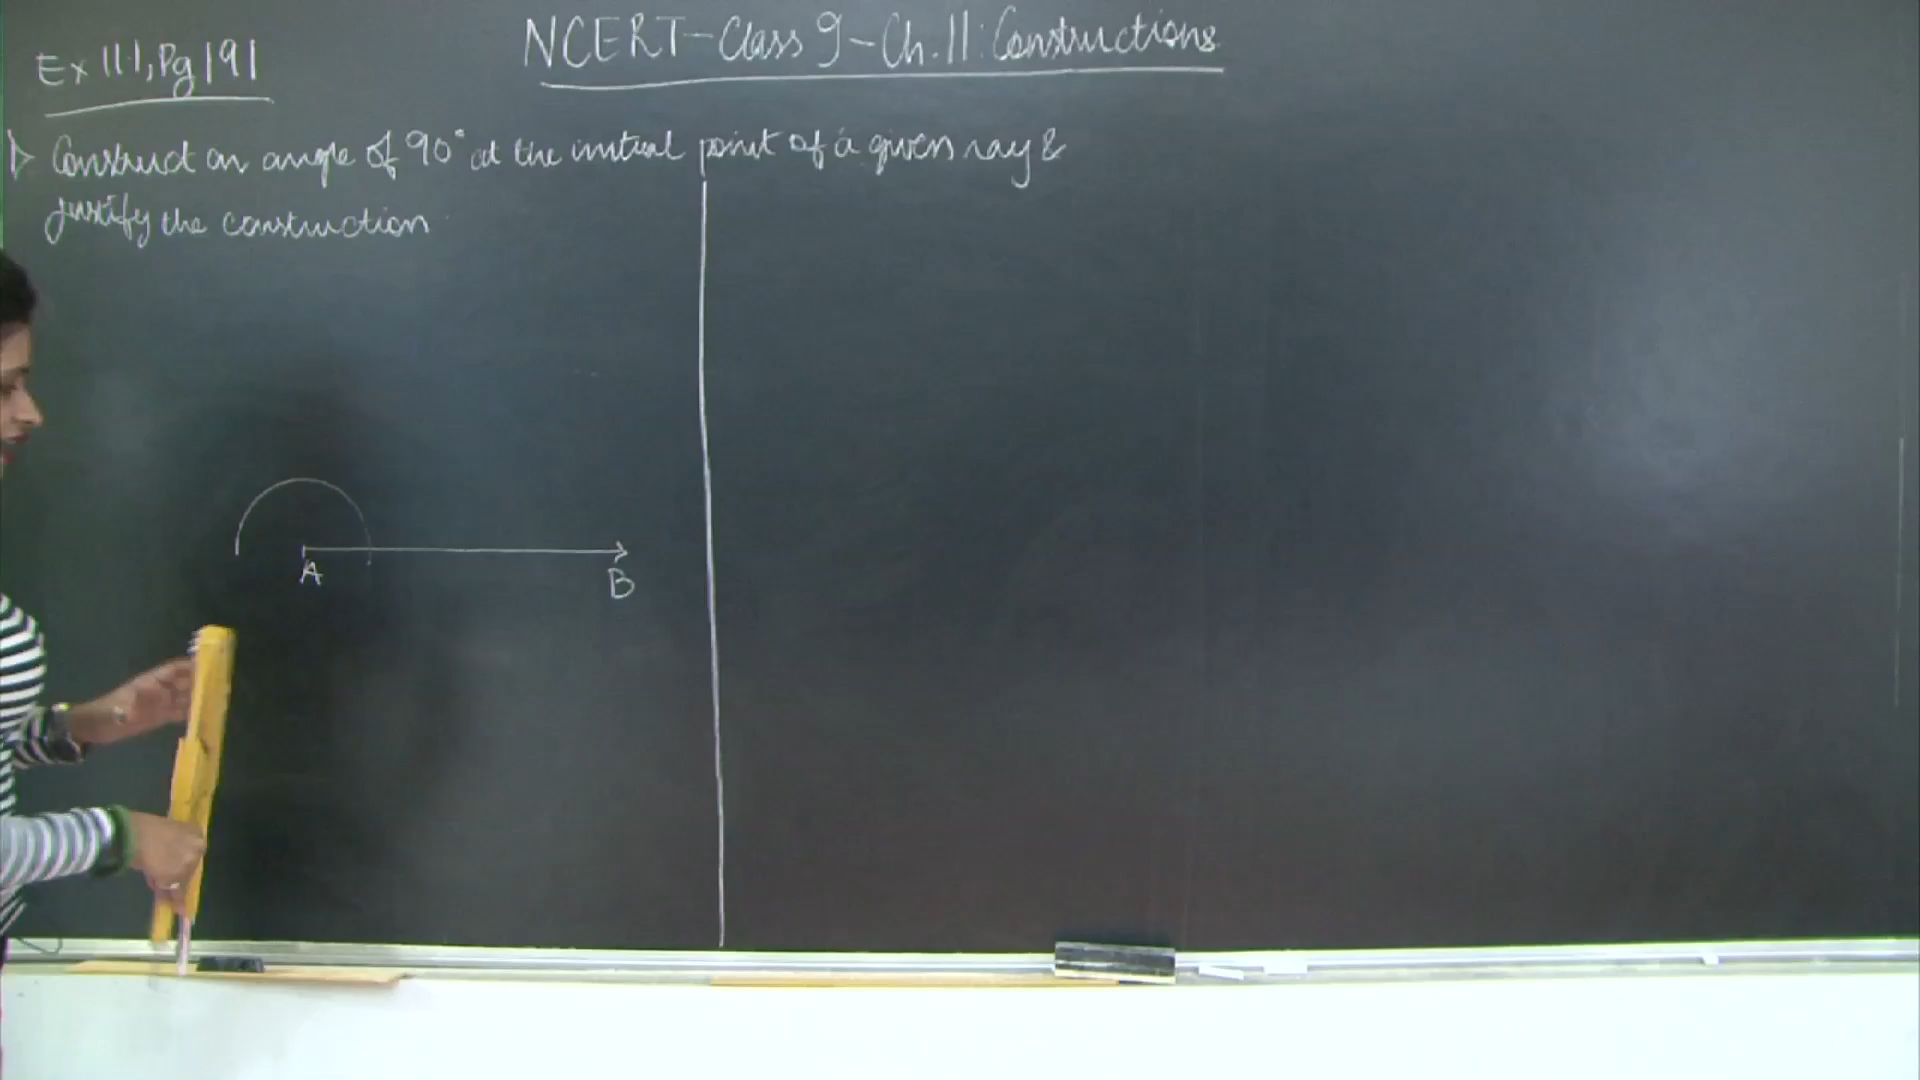 NCERT-Class 9-Ch.11: Constructions
Ex 11.1, Pg 191
Construct an angle of 90° at the initial point of a given ray &
justify the construction
A
B